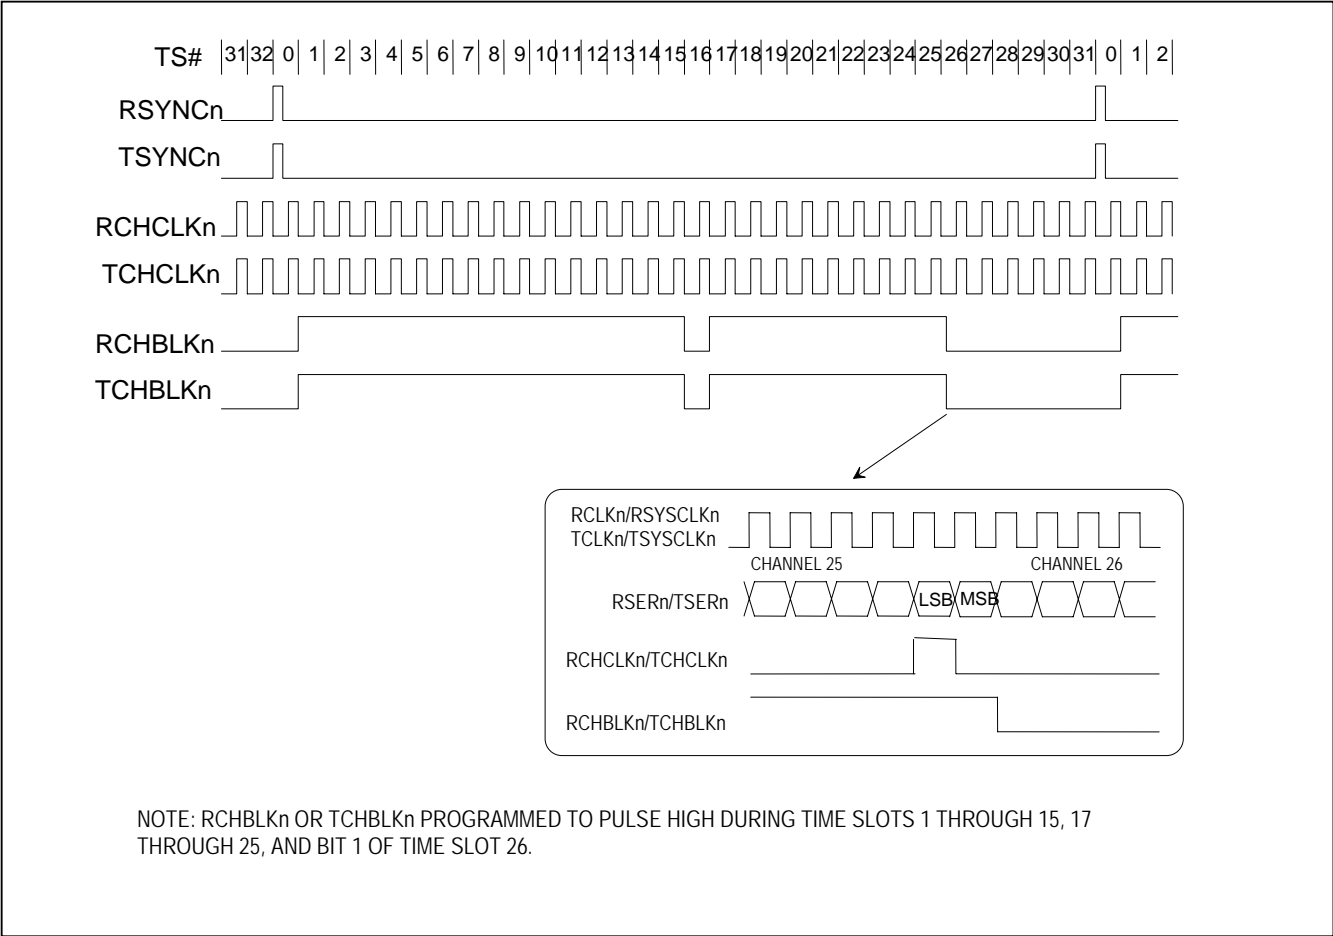 TS# 31 32 0 1 2 3 4 5 6 7 8 9 10 11 12 13 14 15 16 17 18 19 20 21 22 23 24 25 26 27 28 29 30 31 0 1 2
RSYNCn
TSYNCn
RCHCLKn
TCHCLKn
RCHBLKn
TCHBLKn
RCLKn/RSYSCLKn
TCLKn/TSYSCLKn
CHANNEL 25 CHANNEL 26
RSERn/TSERn LSB MSB
RCHCLKn/TCHCLKn
RCHBLKn/TCHBLKn
NOTE: RCHBLKn OR TCHBLKn PROGRAMMED TO PULSE HIGH DURING TIME SLOTS 1 THROUGH 15, 17
THROUGH 25, AND BIT 1 OF TIME SLOT 26.